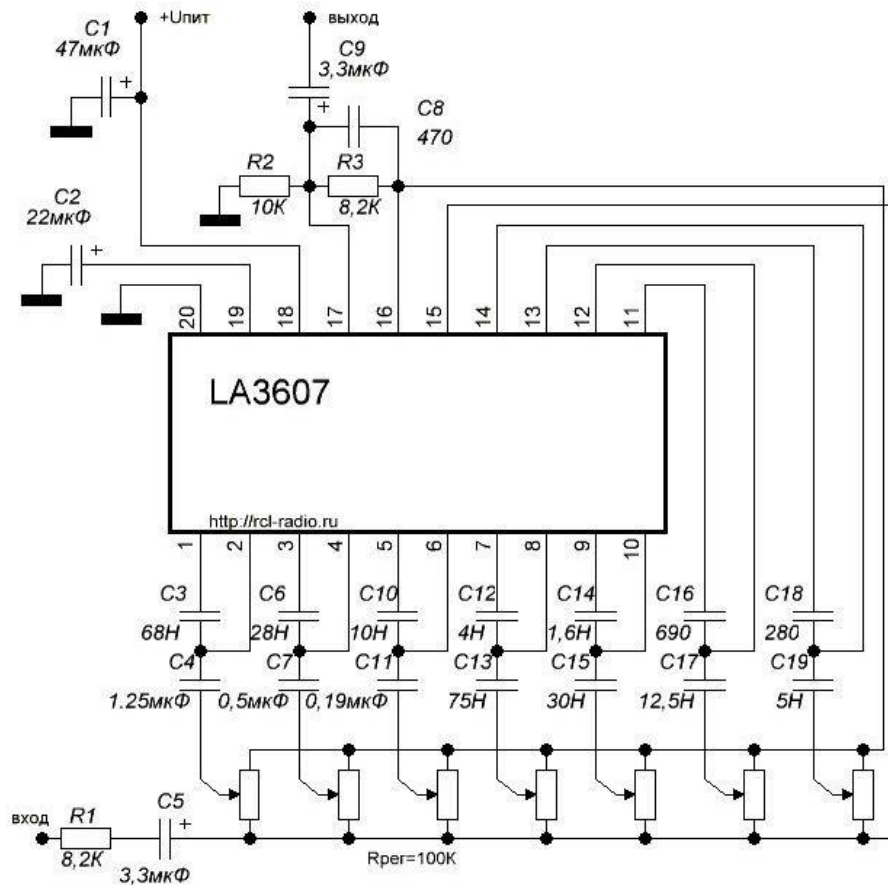 C1
47мкФ
+
+Uпит
выход
C9
3,3мкФ
+
C8
470
R2
10К
R3
8,2К
C2
22мкФ
+
20
19
18
17
16
15
14
13
12
11
LA3607
http://rcl-radio.ru
1
2
3
4
5
6
7
8
9
10
C3
68Н
C6
28Н
C10
10Н
C12
4Н
C14
1,6Н
C16
690
C18
280
C4
1.25мкФ
C7
0,5мкФ
C11
0,19мкФ
C13
75Н
C15
30Н
C17
12,5Н
C19
5Н
вход
R1
8,2К
C5
+
3,3мкФ
Rрег=100К